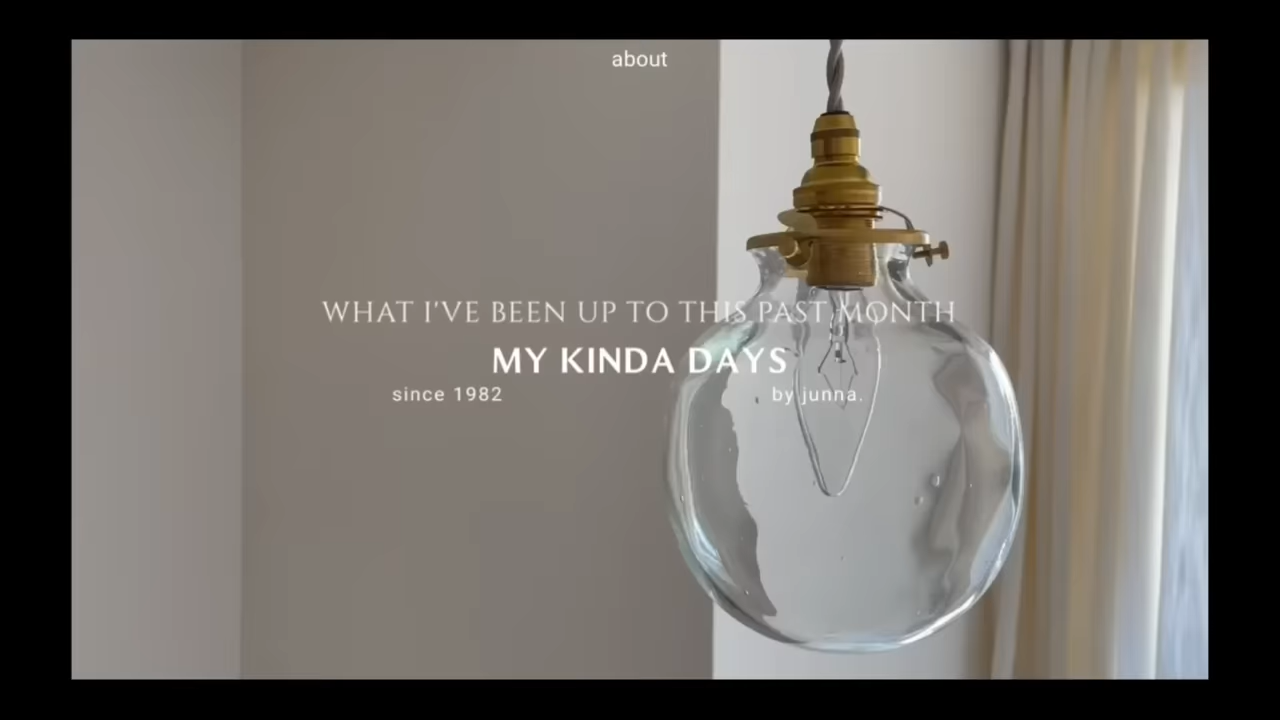 about
WHAT I'VE BEEN UP TO THIS PAST MONTH
MY KINDA DAYS
since 1982 by junna.